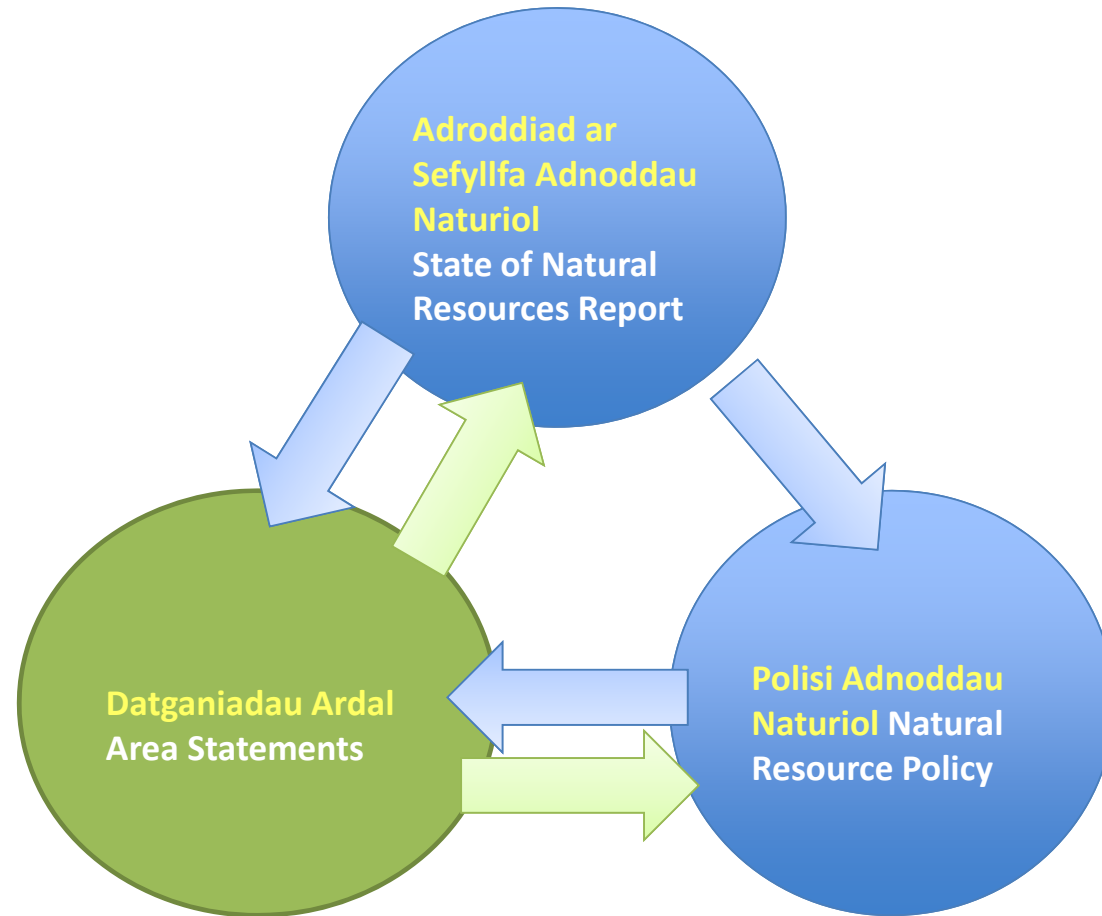 Adroddiad ar
Sefyllfa Adnoddau
Naturiol
State of Natural
Resources Report
Datganiadau Ardal
Area Statements
Polisi Adnoddau
Naturiol Natural
Resource Policy